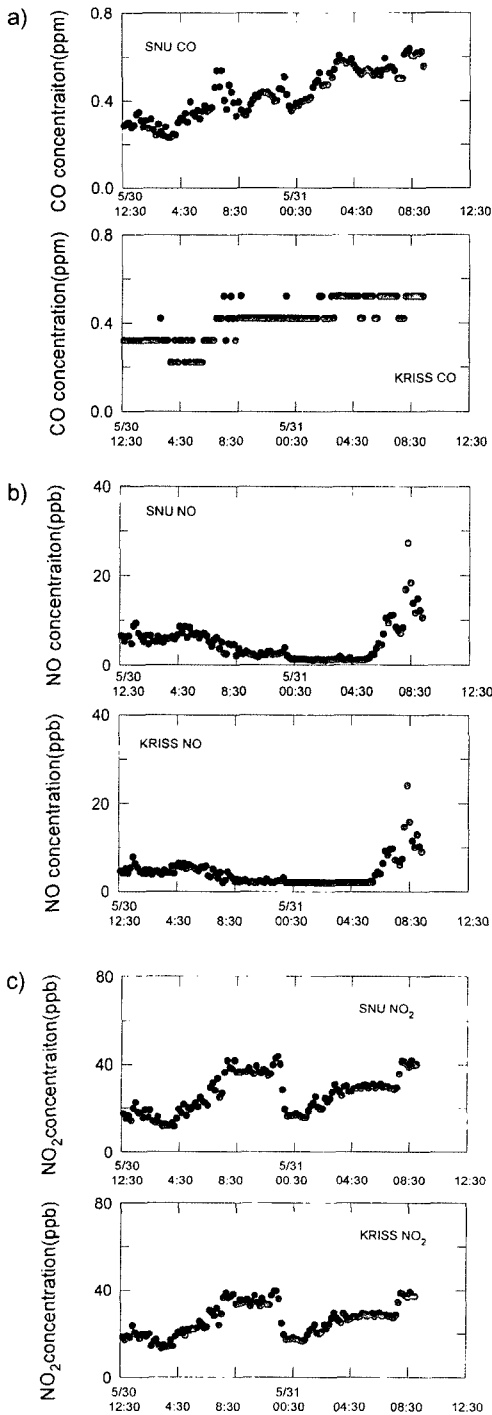 a)
0.8
SNU CO
CO concentraiton(ppm)
0.4
0.0
5/30 5/31
12:30 4:30 8:30 00:30 04:30 08:30 12:30
0.8
CO concentration(ppm)
0.4
KRISS CO
0.0
5/30 5/31
12:30 4:30 8:30 00:30 04:30 08:30 12:30
b)
40
SNU NO
NO concentraiton(ppb)
20
0
5/30 5/31
12:30 4:30 8:30 00:30 04:30 08:30 12:30
40
KRISS NO
NO concentration(ppb)
20
0
5/30 5/31
12:30 4:30 8:30 00:30 04:30 08:30 12:30
c)
80
SNU NO₂
NO₂concentraiton(ppb)
40
0
5/30 5/31
12:30 4:30 8:30 00:30 04:30 08:30 12:30
80
KRISS NO₂
NO₂concentration(ppb)
40
0
5/30 5/31
12:30 4:30 8:30 00:30 04:30 08:30 12:30